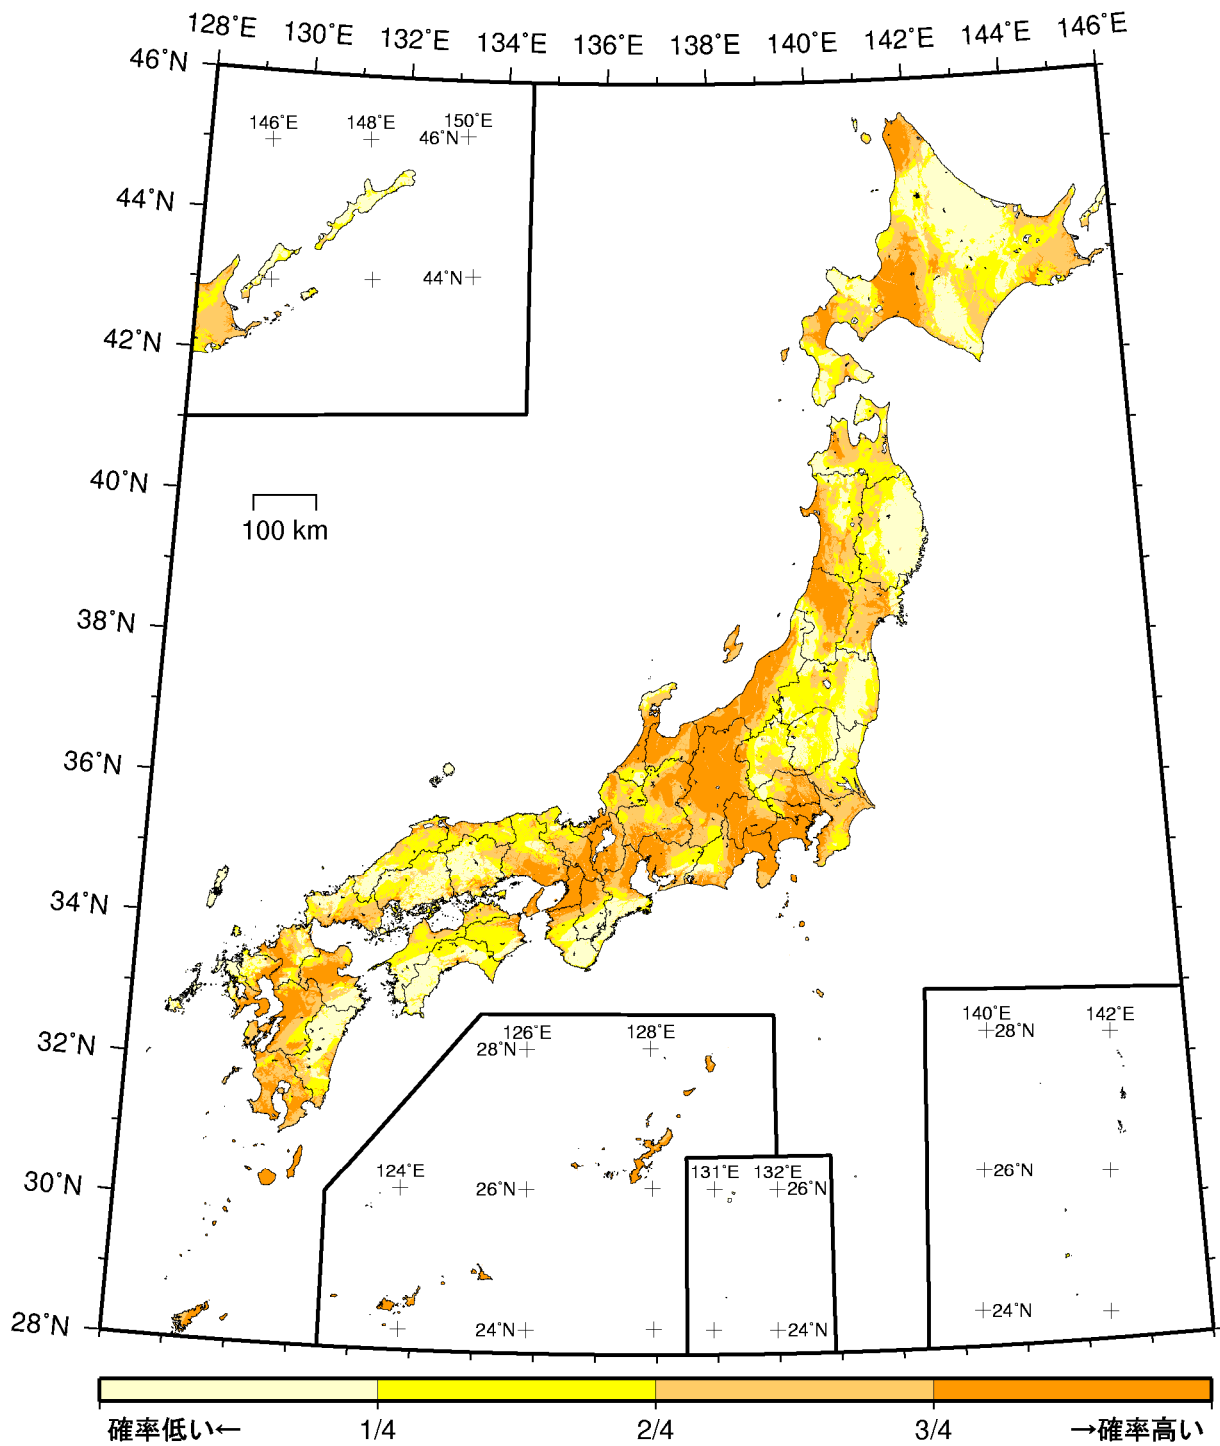 128˚E 130˚E 132˚E 134˚E 136˚E 138˚E 140˚E 142˚E 144˚E 146˚E
46˚N
146˚E 148˚E 150˚E
46˚N
44˚N
44˚N
42˚N
40˚N
100 km
38˚N
36˚N
34˚N
32˚N
126˚E 128˚E
28˚N
140˚E 142˚E
28˚N
30˚N
124˚E
26˚N
131˚E 132˚E
26˚N
26˚N
28˚N
24˚N
24˚N
24˚N
確率低い← 1/4 2/4 3/4 →確率高い